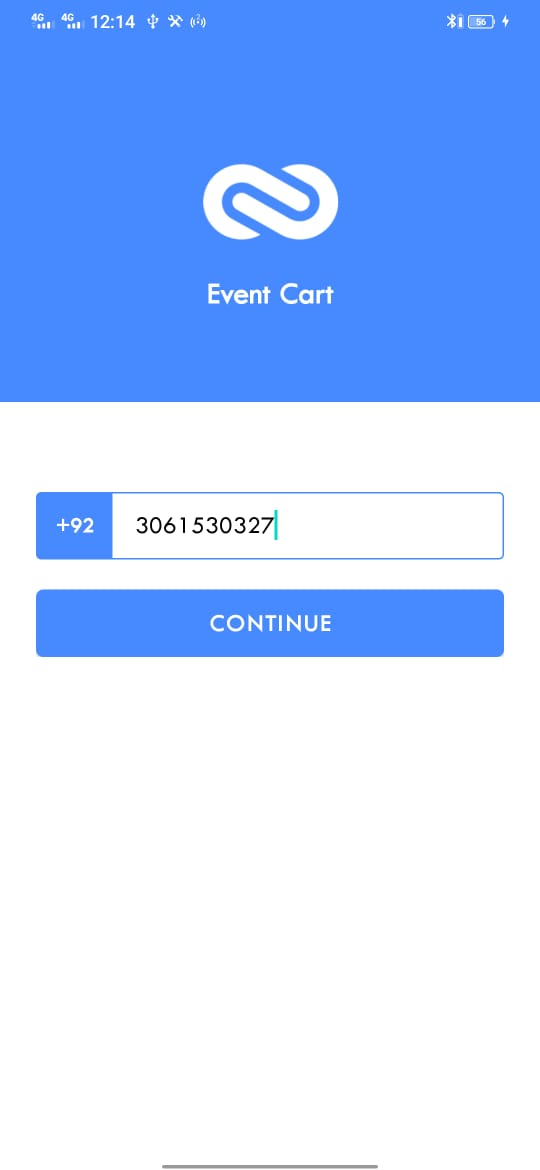 4G 4G 12:14 56
Event Cart
+92 3061530327
CONTINUE